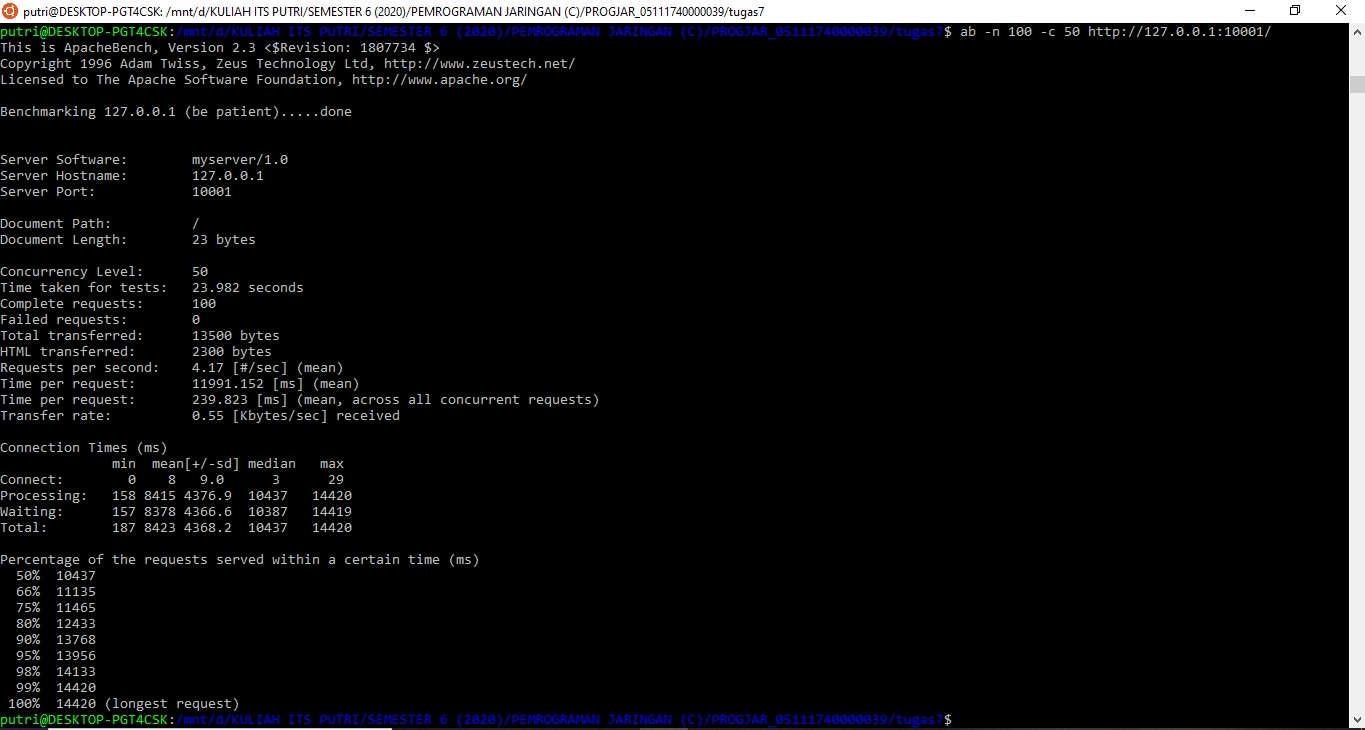 putri@DESKTOP-PGT4CSK: /mnt/d/KULIAH ITS PUTRI/SEMESTER 6 (2020)/PEMROGRAMAN JARINGAN (C)/PROGJAR_05111740000039/tugas7
putri@DESKTOP-PGT4CSK:/mnt/d/KULIAH ITS PUTRI/SEMESTER 6 (2020)/PEMROGRAMAN JARINGAN (C)/PROGJAR_05111740000039/tugas7$ ab -n 100 -c 50 http://127.0.0.1:10001/
This is ApacheBench, Version 2.3 <$Revision: 1807734 $>
Copyright 1996 Adam Twiss, Zeus Technology Ltd, http://www.zeustech.net/
Licensed to The Apache Software Foundation, http://www.apache.org/

Benchmarking 127.0.0.1 (be patient).....done


Server Software:        myserver/1.0
Server Hostname:        127.0.0.1
Server Port:            10001

Document Path:          /
Document Length:        23 bytes

Concurrency Level:      50
Time taken for tests:   23.982 seconds
Complete requests:      100
Failed requests:        0
Total transferred:      13500 bytes
HTML transferred:       2300 bytes
Requests per second:    4.17 [#/sec] (mean)
Time per request:       11991.152 [ms] (mean)
Time per request:       239.823 [ms] (mean, across all concurrent requests)
Transfer rate:          0.55 [Kbytes/sec] received

Connection Times (ms)
              min  mean[+/-sd] median   max
Connect:        0    8   9.0      3      29
Processing:   158 8415 4376.9  10437   14420
Waiting:      157 8378 4366.6  10387   14419
Total:        187 8423 4368.2  10437   14420

Percentage of the requests served within a certain time (ms)
  50%  10437
  66%  11135
  75%  11465
  80%  12433
  90%  13768
  95%  13956
  98%  14133
  99%  14420
 100%  14420 (longest request)
putri@DESKTOP-PGT4CSK:/mnt/d/KULIAH ITS PUTRI/SEMESTER 6 (2020)/PEMROGRAMAN JARINGAN (C)/PROGJAR_05111740000039/tugas7$